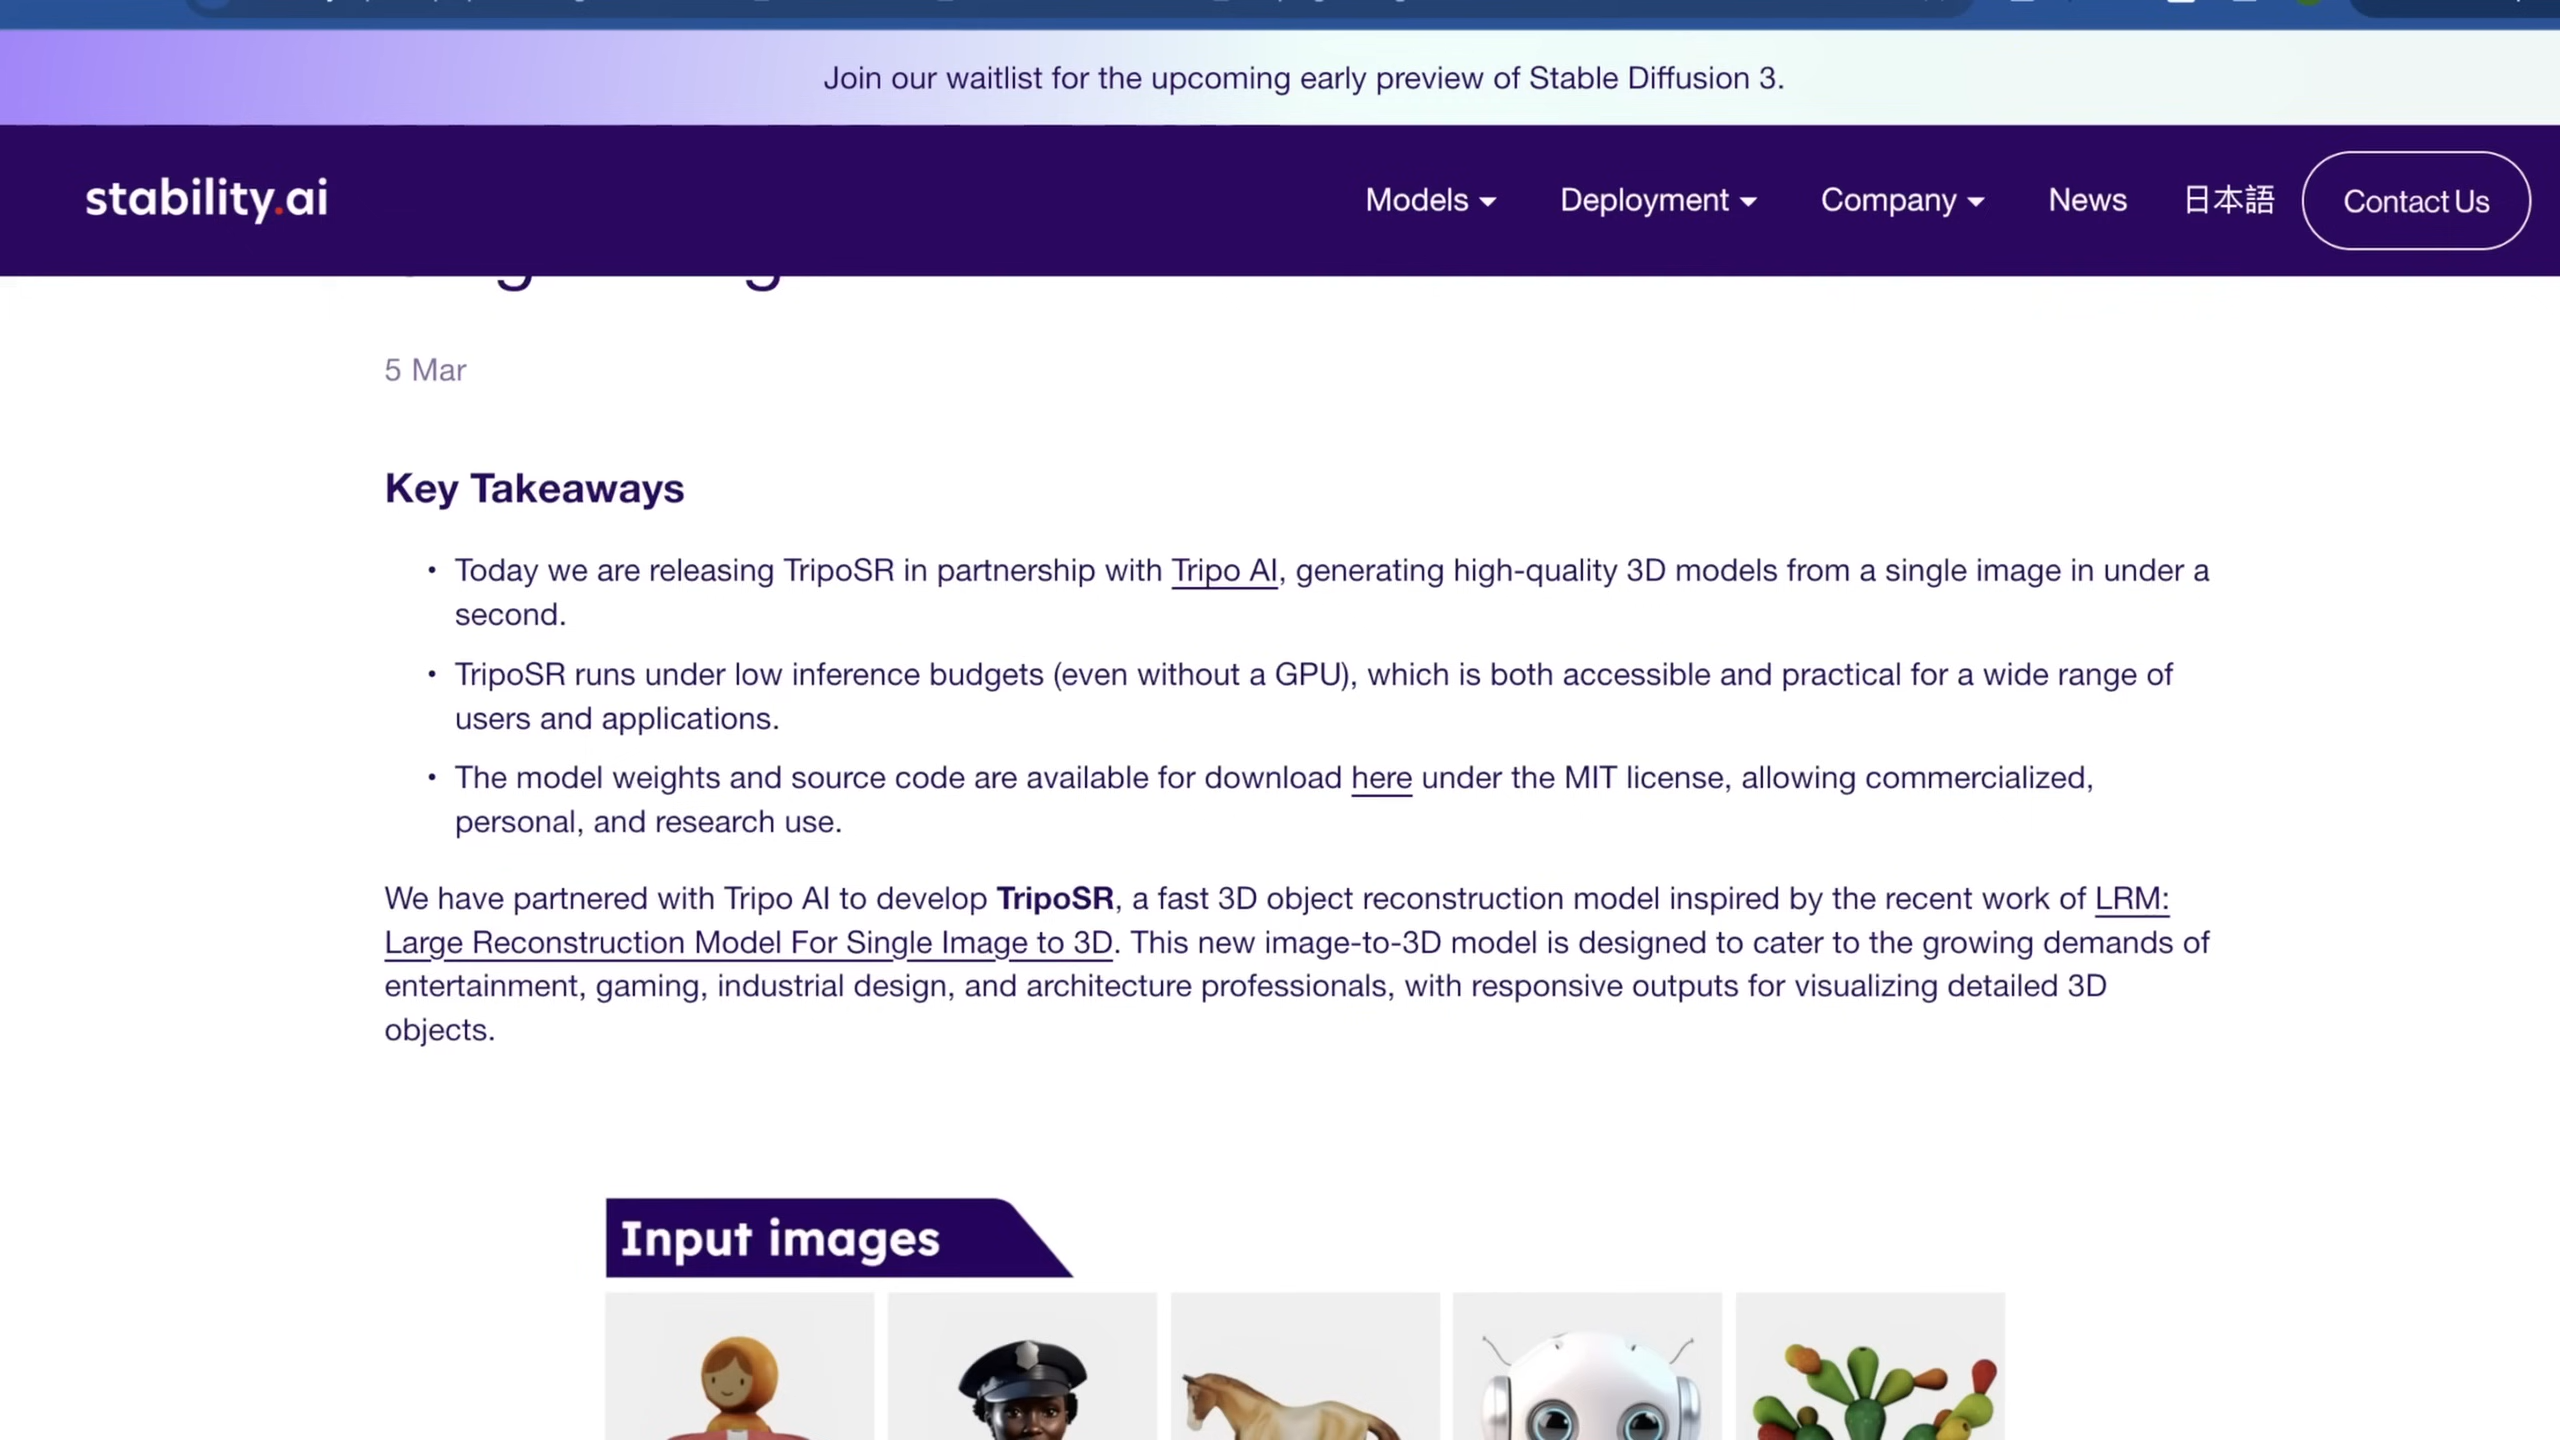 Join our waitlist for the upcoming early preview of Stable Diffusion 3.
stability.ai
Models
Deployment
Company
News
日本語
Contact Us
5 Mar
Key Takeaways
• Today we are releasing TripoSR in partnership with Tripo AI, generating high-quality 3D models from a single image in under a
second.
• TripoSR runs under low inference budgets (even without a GPU), which is both accessible and practical for a wide range of
users and applications.
• The model weights and source code are available for download here under the MIT license, allowing commercialized,
personal, and research use.
We have partnered with Tripo AI to develop TripoSR, a fast 3D object reconstruction model inspired by the recent work of LRM:
Large Reconstruction Model For Single Image to 3D. This new image-to-3D model is designed to cater to the growing demands of
entertainment, gaming, industrial design, and architecture professionals, with responsive outputs for visualizing detailed 3D
objects.
Input images